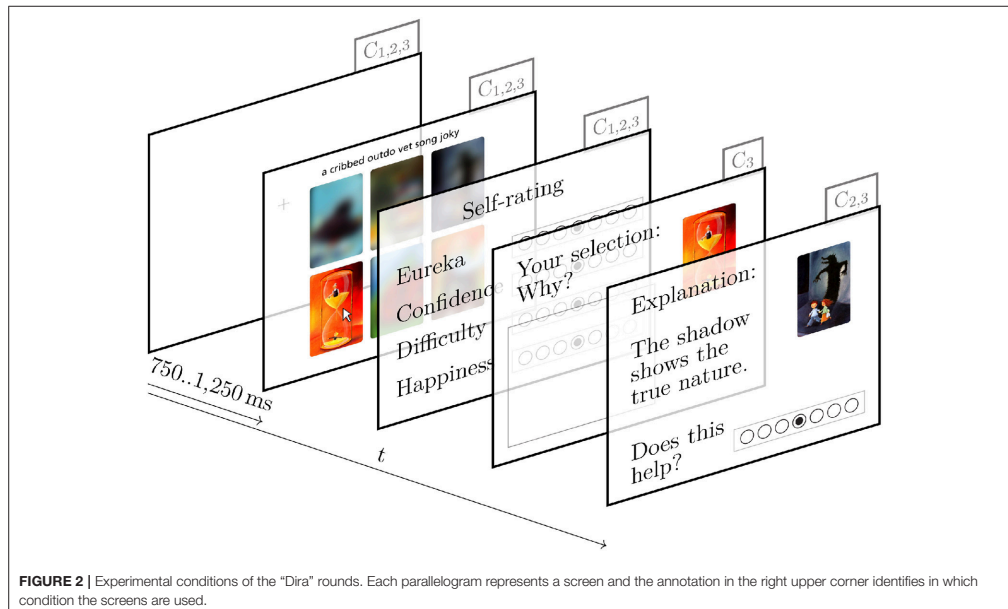 C1,2,3
C1,2,3
a cribbed outdo vet song joky
C1,2,3
Self-rating
Eureka
Confidence
Difficulty
Happiness
C3
Your selection:
Why?
C2,3
Explanation:
The shadow
shows the
true nature.
Does this
help?
750..1,250 ms
t
FIGURE 2 | Experimental conditions of the “Dira” rounds. Each parallelogram represents a screen and the annotation in the right upper corner identifies in which
condition the screens are used.